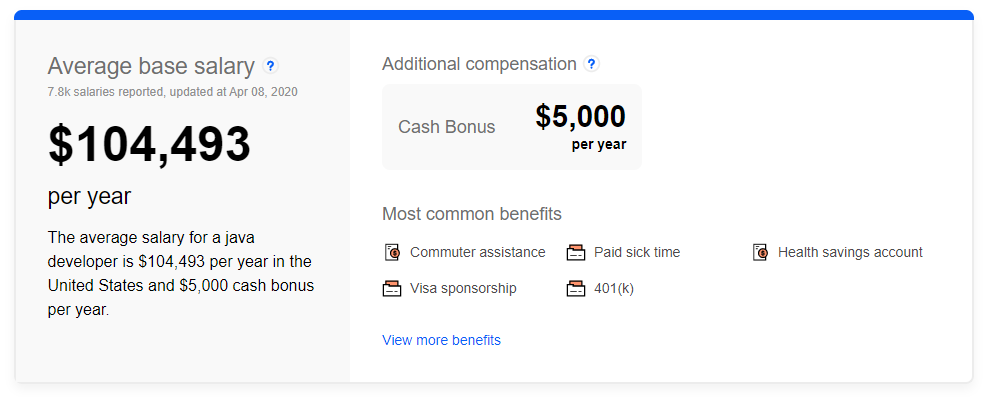 Average base salary ?
7.8k salaries reported, updated at Apr 08, 2020
$104,493
per year
The average salary for a java
developer is $104,493 per year in the
United States and $5,000 cash bonus
per year.
Additional compensation ?
Cash Bonus
$5,000
per year
Most common benefits
Commuter assistance
Paid sick time
Health savings account
Visa sponsorship
401(k)
View more benefits